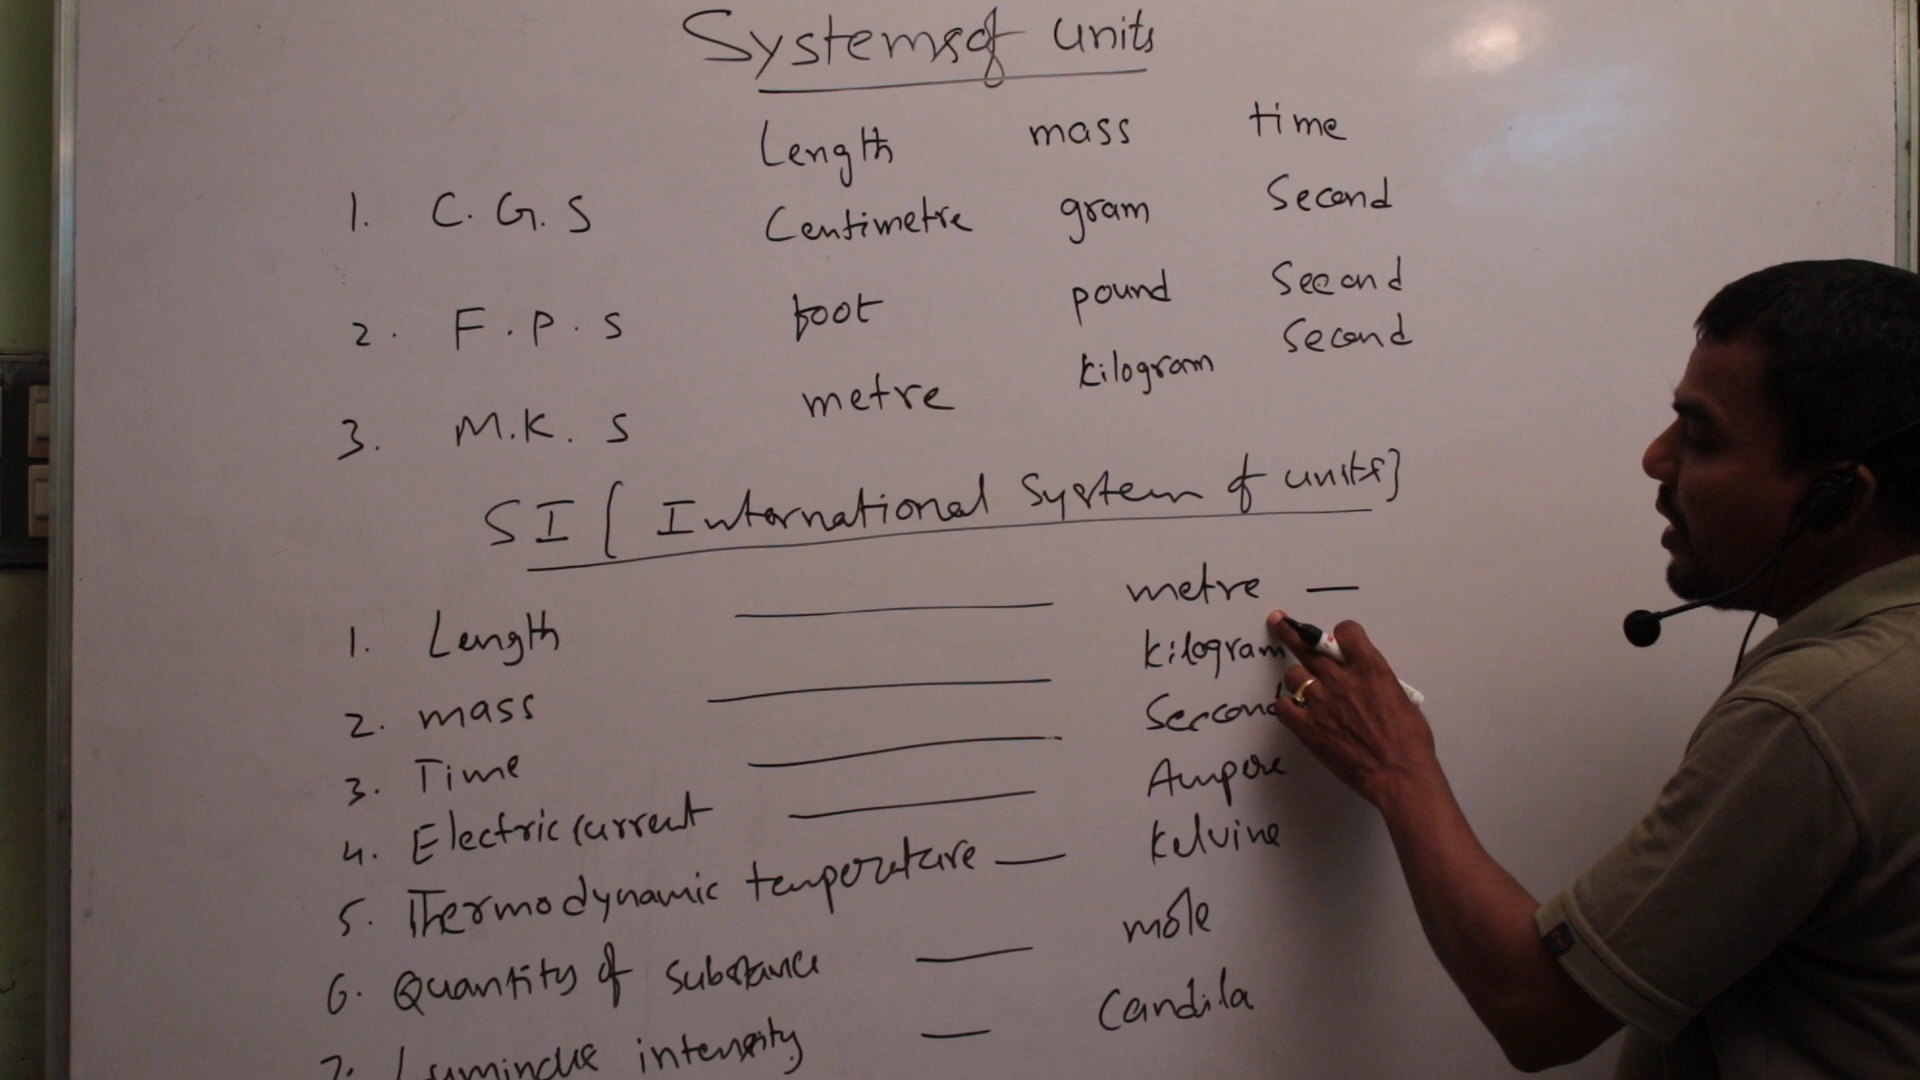 Systems of units
Length mass time
1. C.G.S Centimetre gram Second
2. F.P.S foot pound Second
3. M.K.S metre kilogram Second
SI [International System of units]
1. Length — metre —
2. mass — kilogram
3. Time — Second
4. Electric current — Ampere
5. Thermodynamic temperature — Kelvine
6. Quantity of substance — mole
7. Luminous intensity — Candila